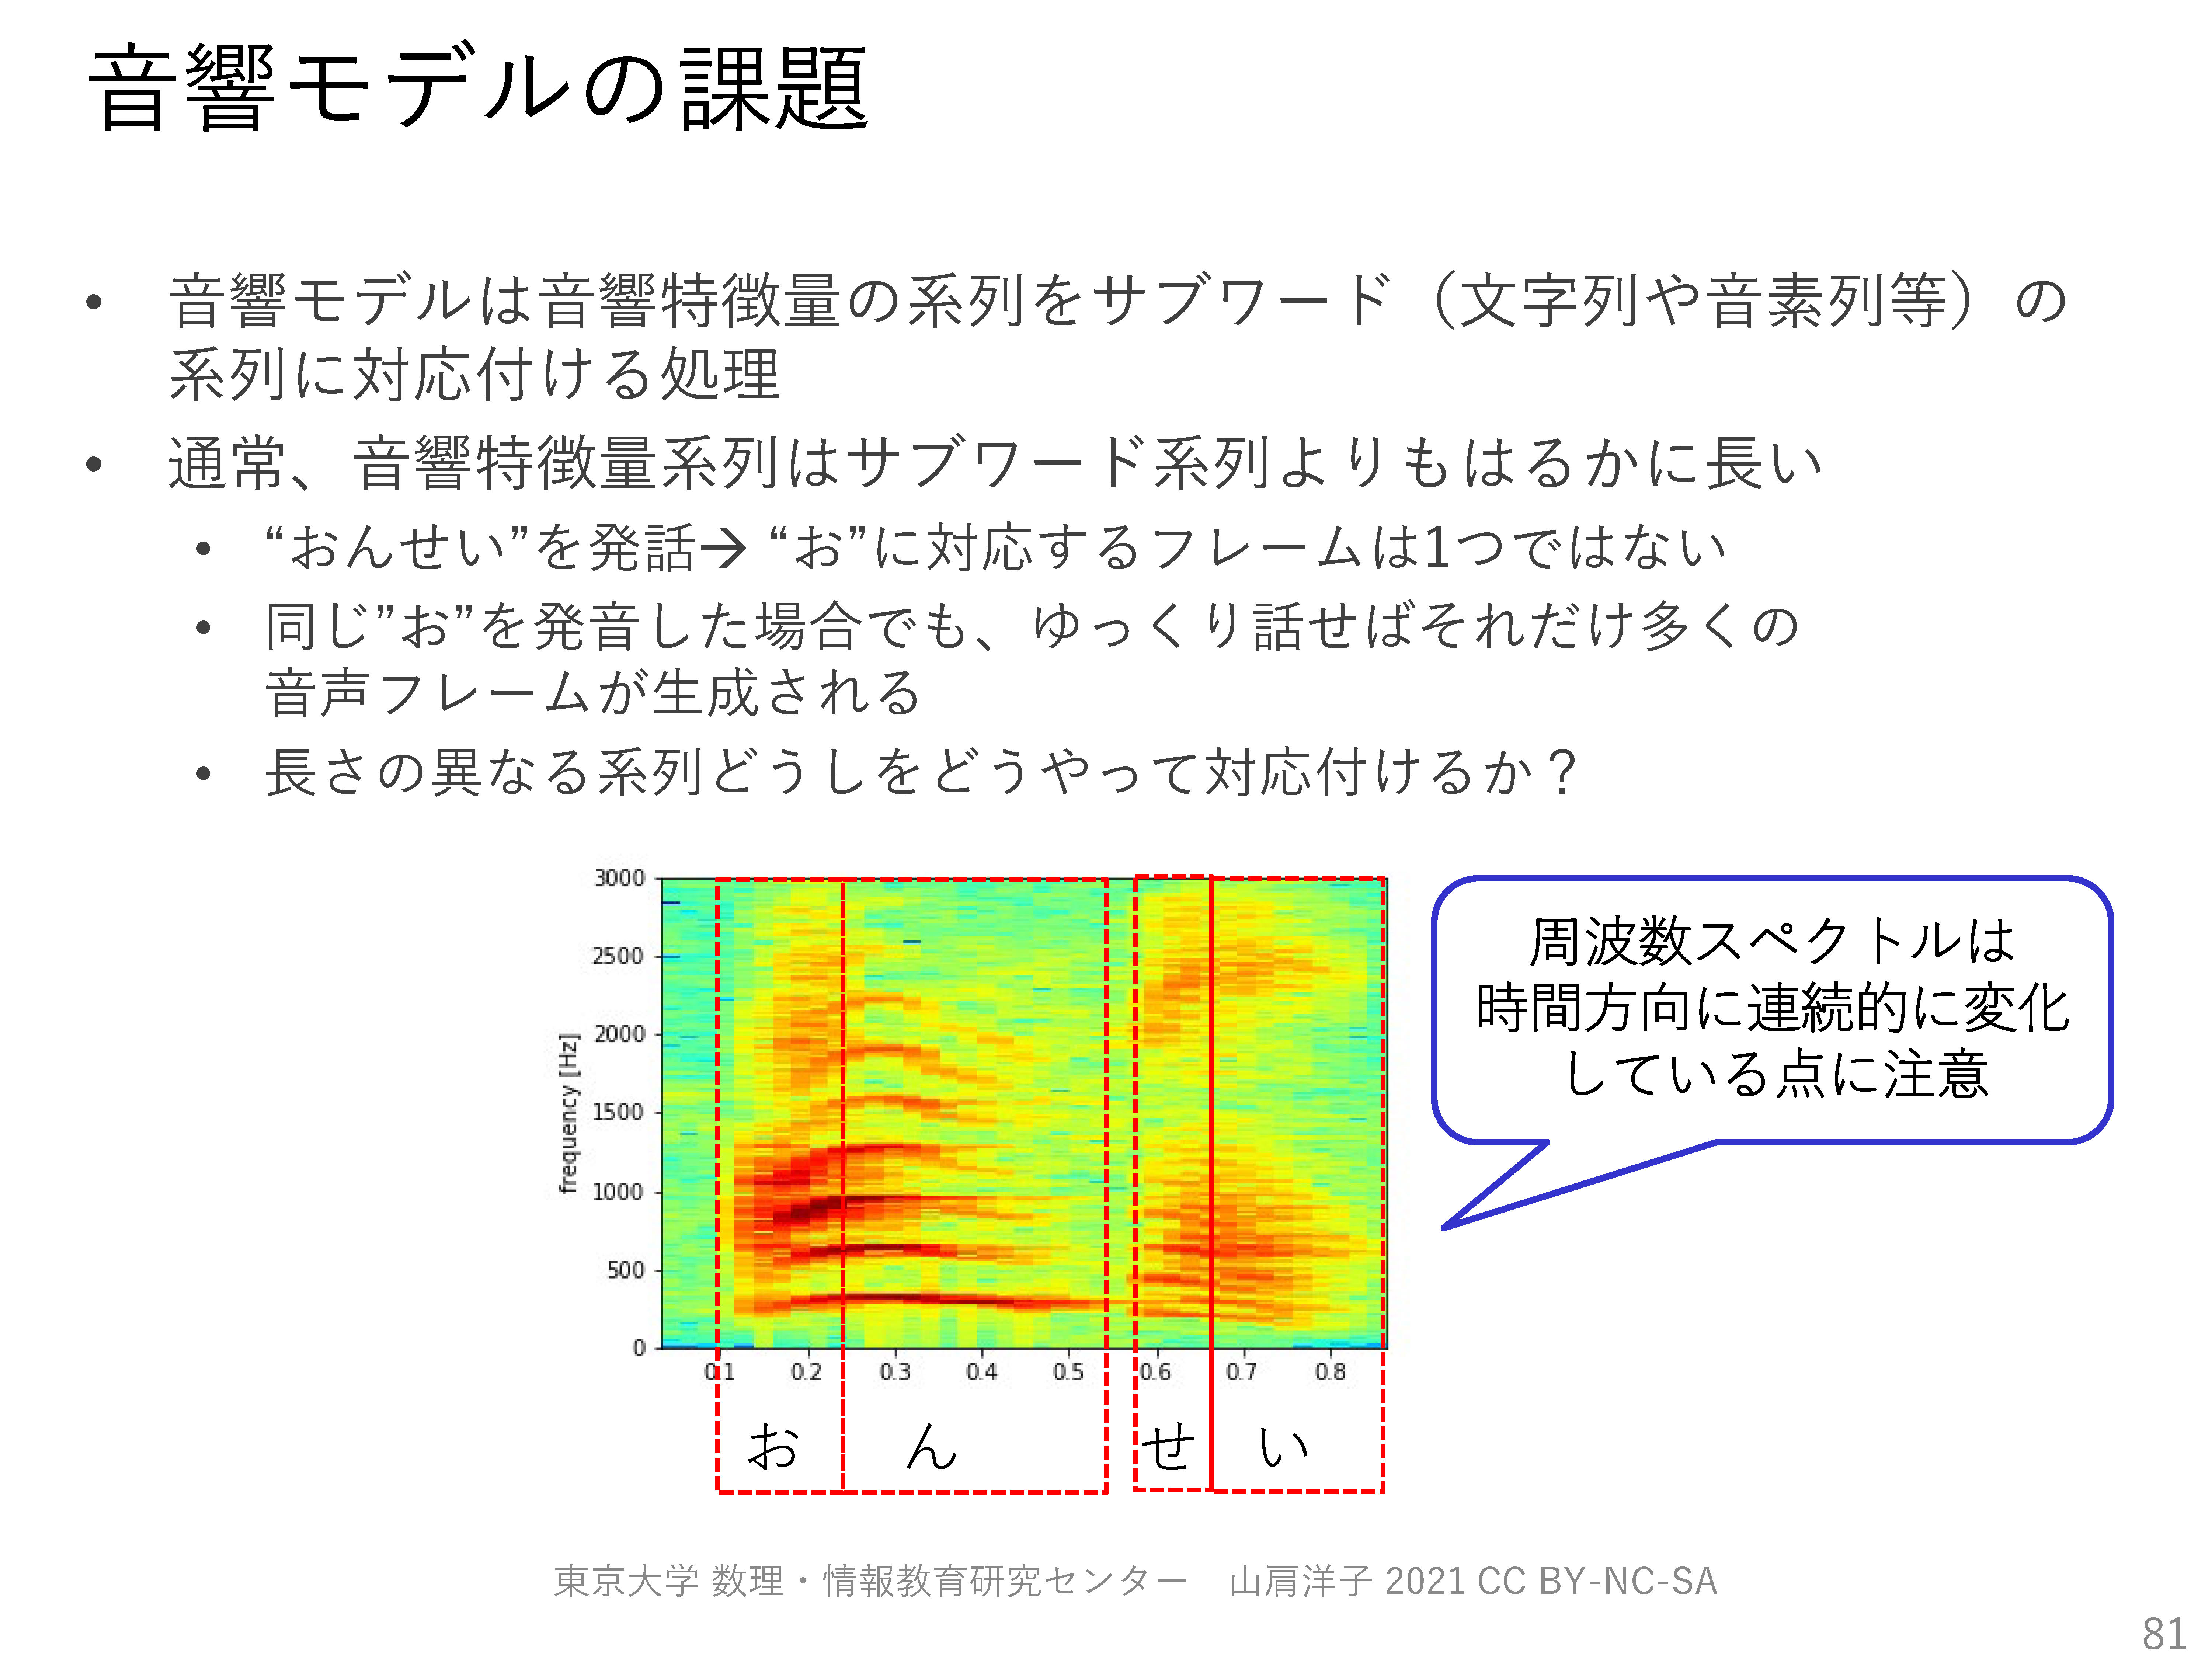 音響モデルの課題
• 音響モデルは音響特徴量の系列をサブワード（文字列や音素列等）の
系列に対応付ける処理
• 通常、音響特徴量系列はサブワード系列よりもはるかに長い
• “おんせい”を発話→ “お”に対応するフレームは1つではない
• 同じ”お”を発音した場合でも、ゆっくり話せばそれだけ多くの
音声フレームが生成される
• 長さの異なる系列どうしをどうやって対応付けるか？
周波数スペクトルは
時間方向に連続的に変化
している点に注意
frequency [Hz]
3000
2500
2000
1500
1000
500
0
0.1 0.2 0.3 0.4 0.5 0.6 0.7 0.8
お ん せ い
東京大学 数理・情報教育研究センター 山肩洋子 2021 CC BY-NC-SA
81